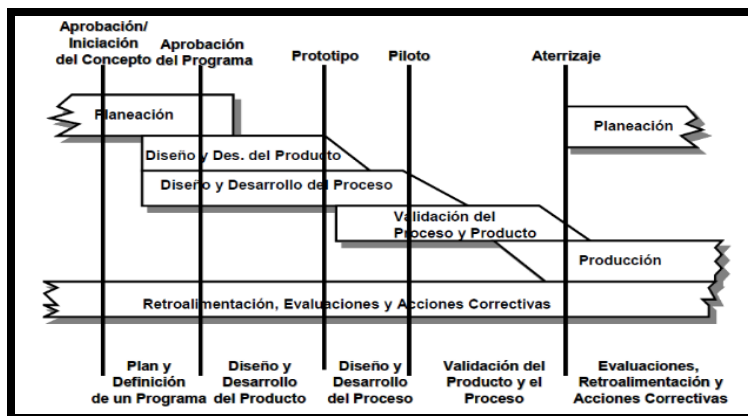 Aprobación/
Iniciación
del Concepto
Aprobación
del Programa
Prototipo
Piloto
Aterrizaje
Planeación
Planeación
Diseño y Des. del Producto
Diseño y Desarrollo del Proceso
Validación del
Proceso y Producto
Producción
Retroalimentación, Evaluaciones y Acciones Correctivas
Plan y
Definición
de un Programa
Diseño y
Desarrollo
del Producto
Diseño y
Desarrollo
del Proceso
Validación del
Producto y el
Proceso
Evaluaciones,
Retroalimentación y
Acciones Correctivas